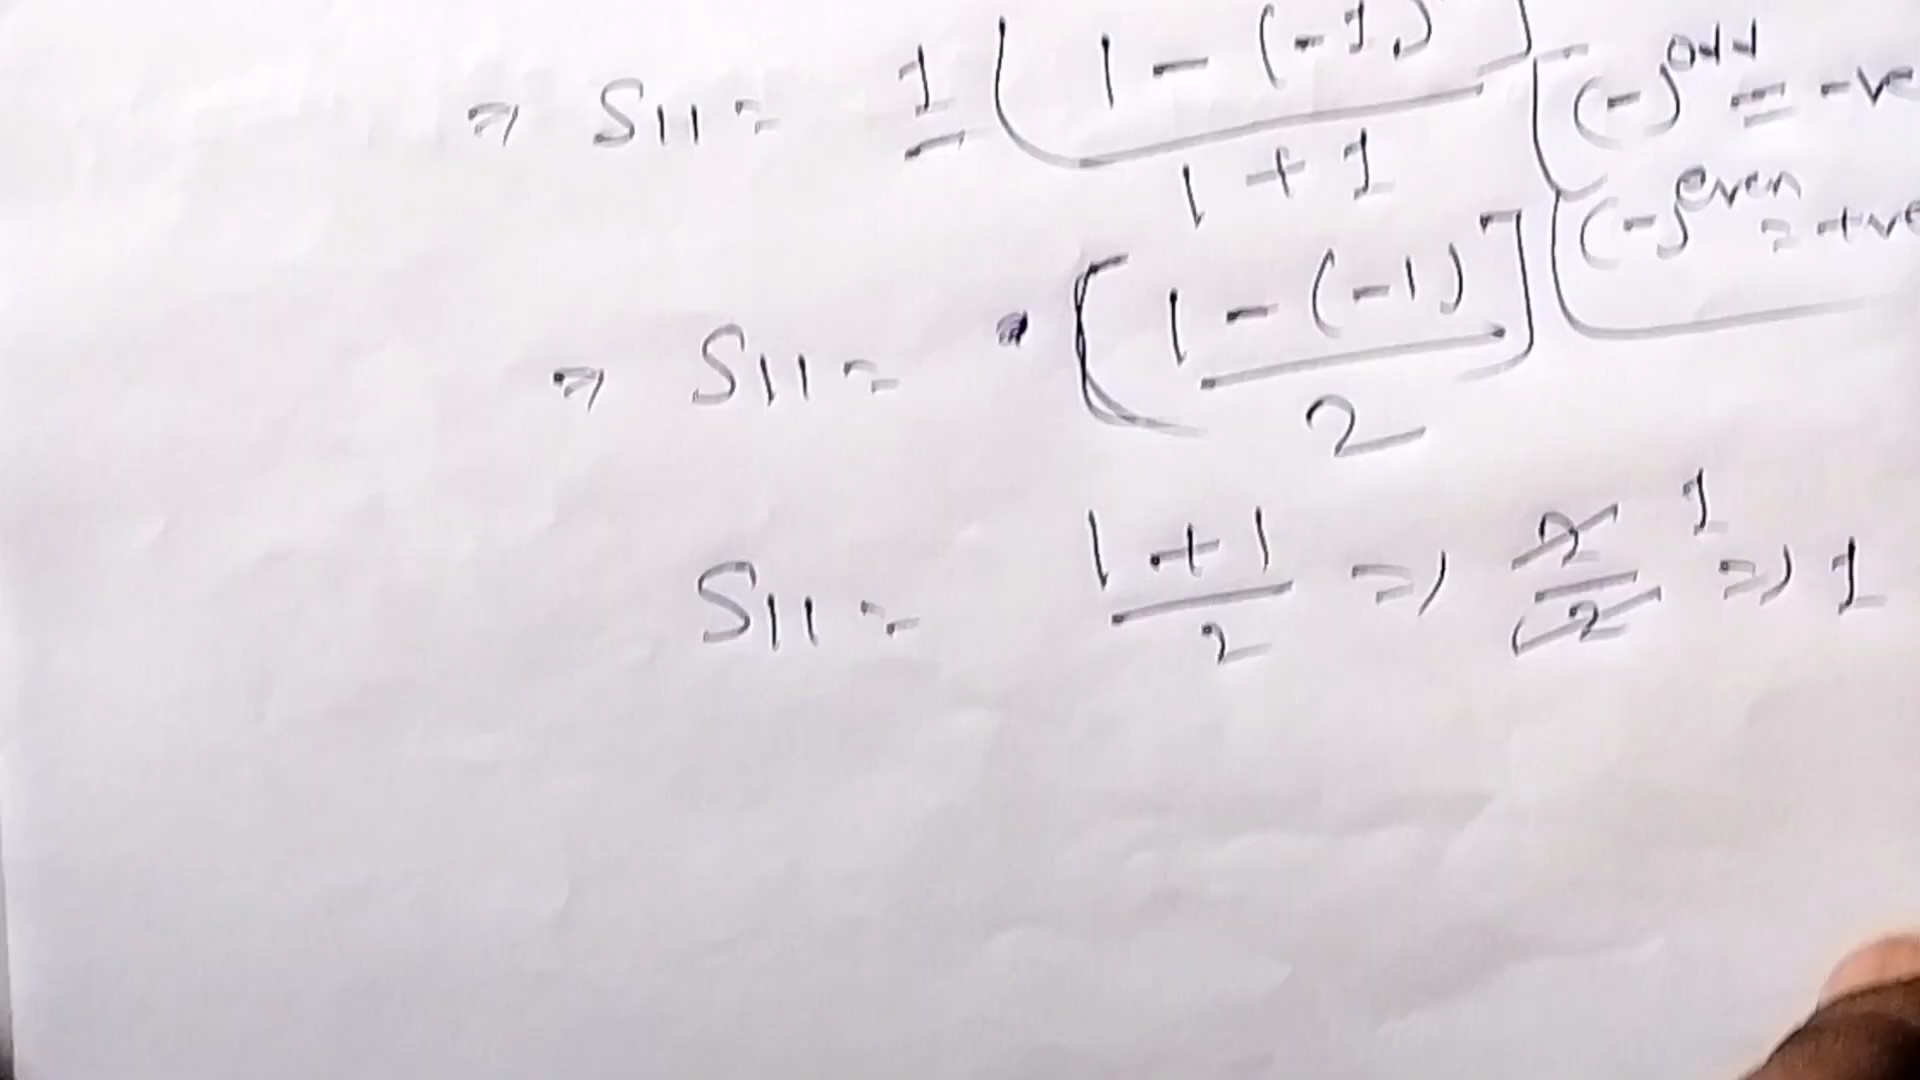 ⇒ S11 = 1 ( 1 - (-1) / 1 + 1
(-)^odd = -ve
(-)^even = +ve
⇒ S11 = [ 1 - (-1) / 2 ]
S11 = 1 + 1 / 2 ⇒ 2 / 2 1 ⇒ 1